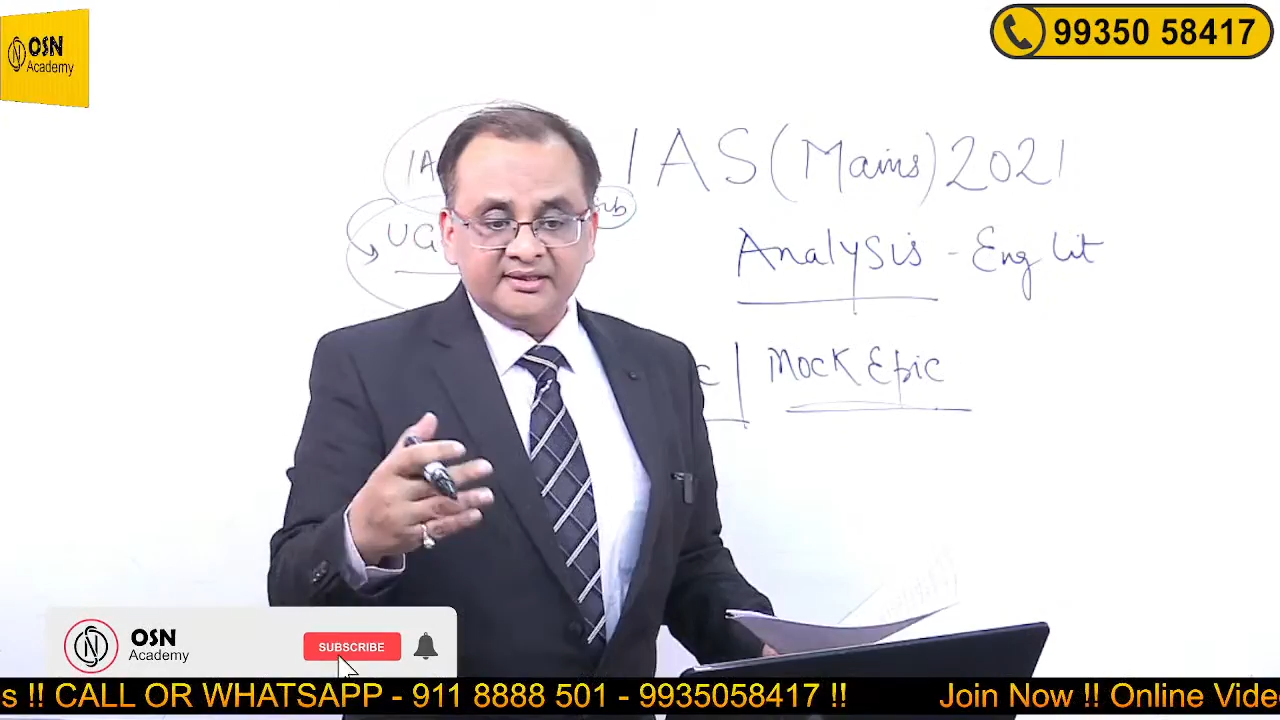 OSN
Academy
99350 58417
IAS (Mains) 2021
Analysis - Eng Lit
Mock Epic
OSN
Academy
SUBSCRIBE
s !! CALL OR WHATSAPP - 911 8888 501 - 9935058417 !! Join Now !! Online Vide